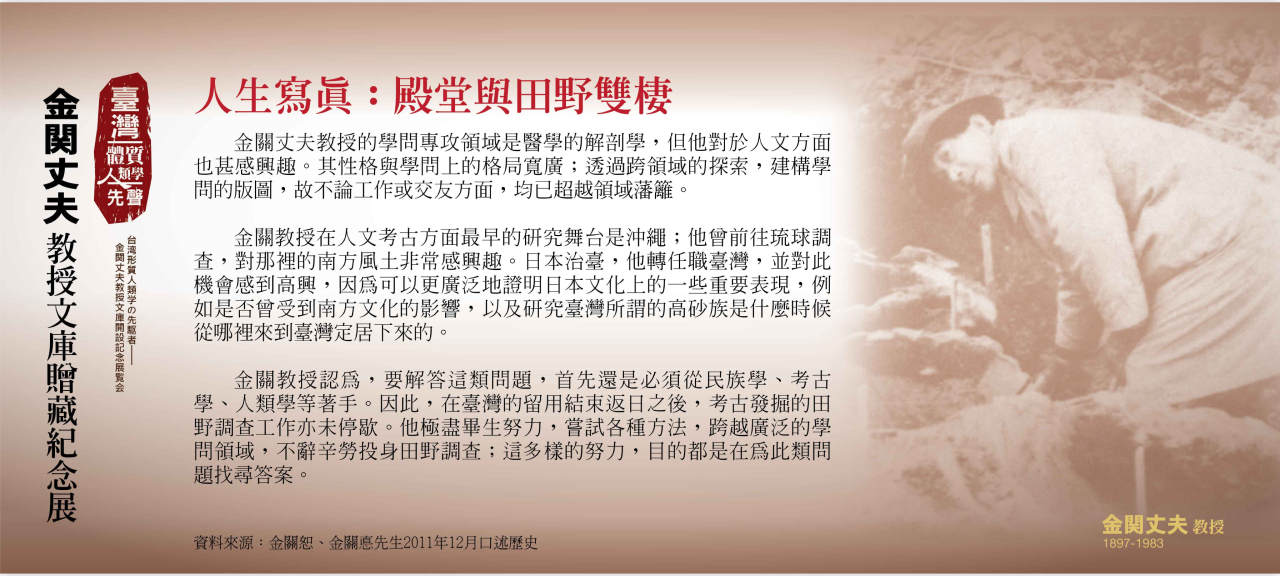 金関丈夫教授文庫贈藏紀念展
臺灣
體質
人類學
先聲
台湾形質人類学の先駆者——
金関丈夫教授文庫開設記念展覧会
人生寫眞：殿堂與田野雙棲
金關丈夫教授的學問專攻領域是醫學的解剖學，但他對於人文方面
也甚感興趣。其性格與學問上的格局寬廣；透過跨領域的探索，建構學
問的版圖，故不論工作或交友方面，均已超越領域藩籬。
金關教授在人文考古方面最早的研究舞台是沖繩；他曾前往琉球調
查，對那裡的南方風土非常感興趣。日本治臺，他轉任職臺灣，並對此
機會感到高興，因爲可以更廣泛地證明日本文化上的一些重要表現，例
如是否曾受到南方文化的影響，以及研究臺灣所謂的高砂族是什麼時候
從哪裡來到臺灣定居下來的。
金關教授認爲，要解答這類問題，首先還是必須從民族學、考古
學、人類學等著手。因此，在臺灣的留用結束返日之後，考古發掘的田
野調查工作亦未停歇。他極盡畢生努力，嘗試各種方法，跨越廣泛的學
問領域，不辭辛勞投身田野調查；這多樣的努力，目的都是在爲此類問
題找尋答案。
資料來源：金關恕、金關悳先生2011年12月口述歷史
金関丈夫 教授
1897-1983